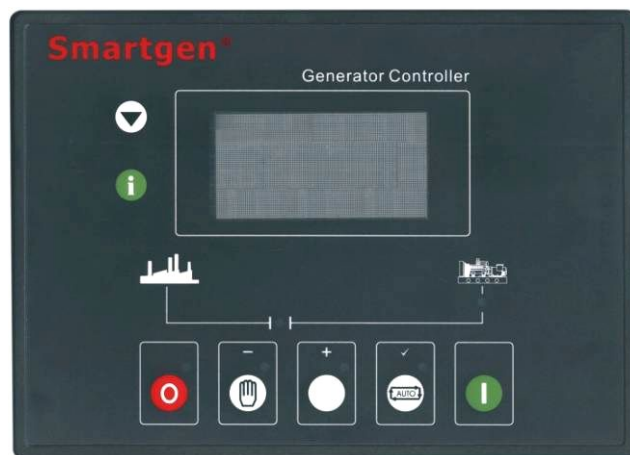 Smartgen®
Generator Controller
i
− + ✓
O AUTO I